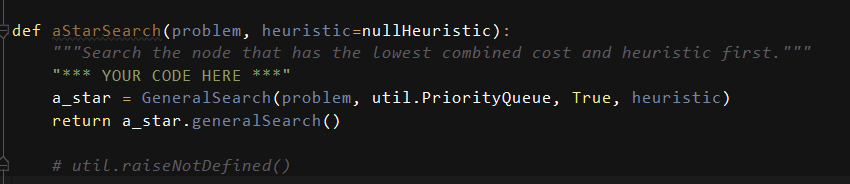 def aStarSearch(problem, heuristic=nullHeuristic):
"""Search the node that has the lowest combined cost and heuristic first."""
"*** YOUR CODE HERE ***"
a_star = GeneralSearch(problem, util.PriorityQueue, True, heuristic)
return a_star.generalSearch()
# util.raiseNotDefined()